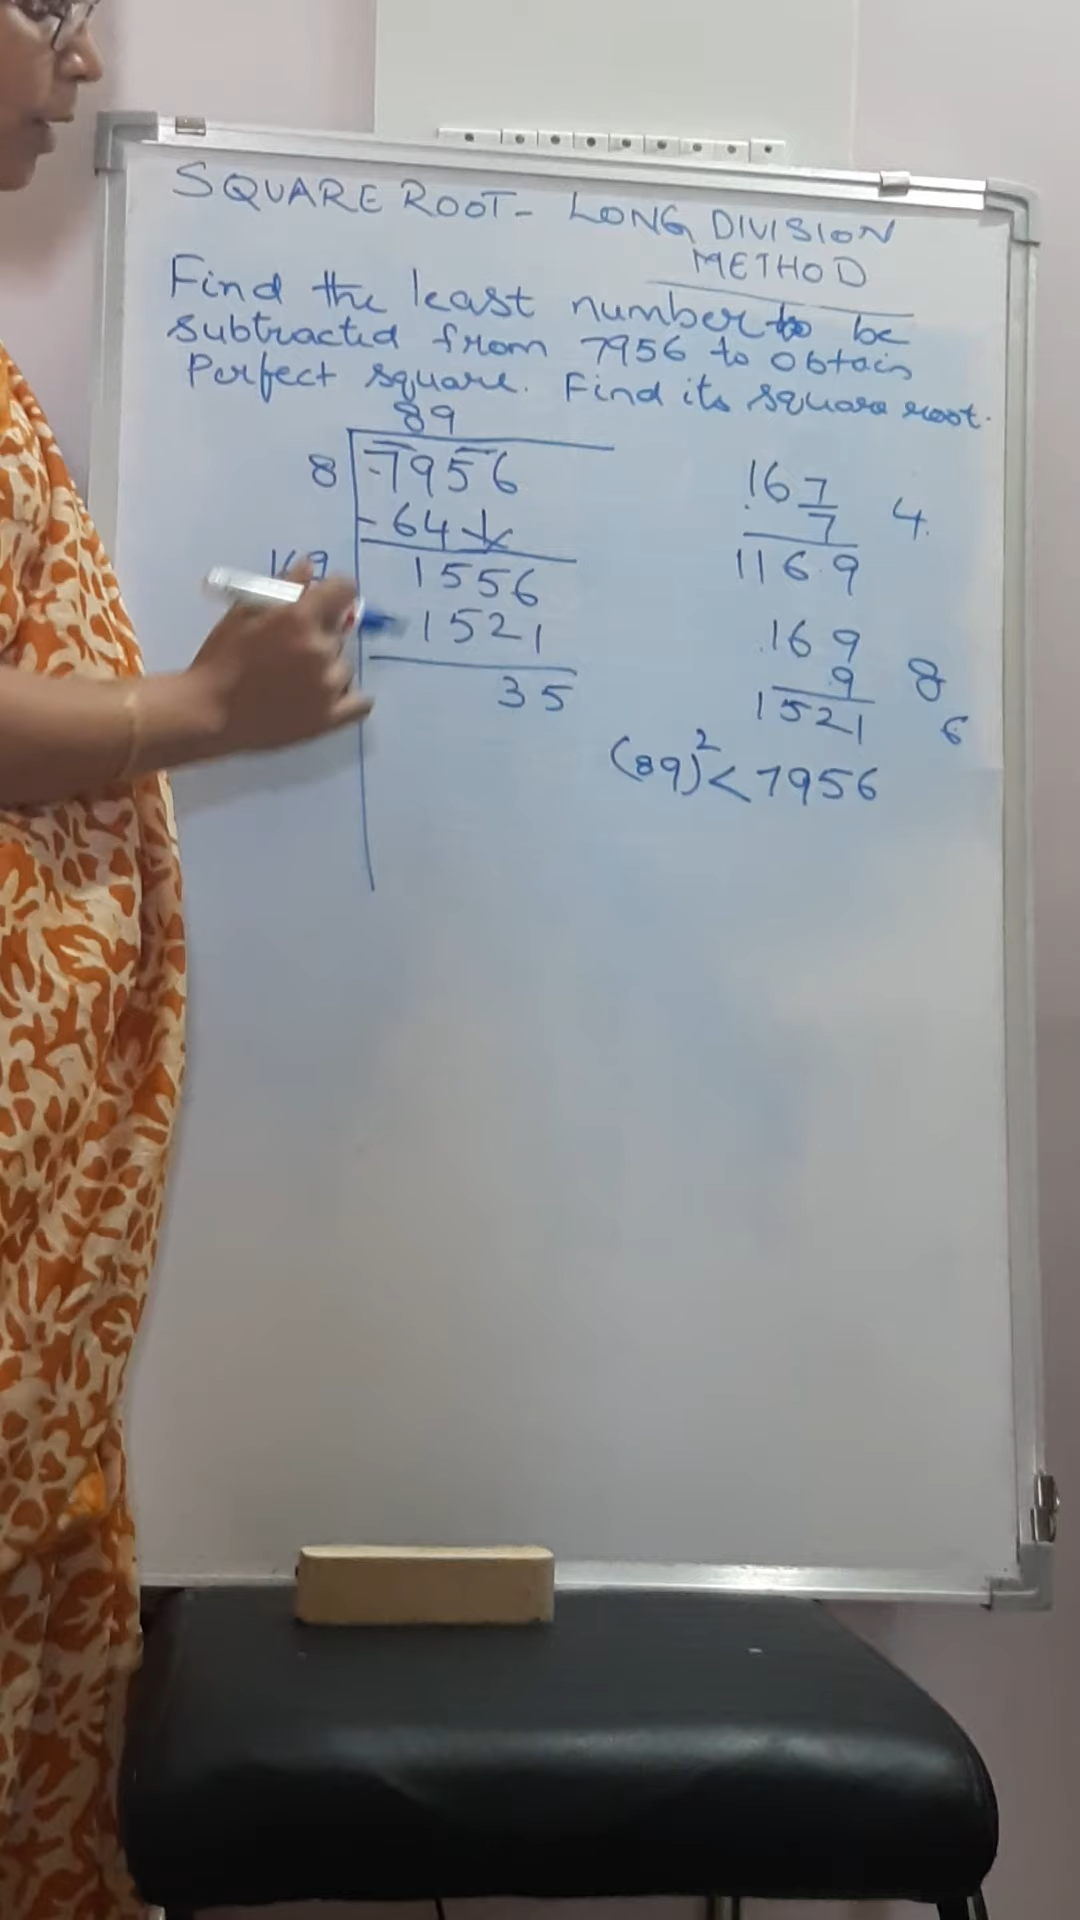 SQUARE ROOT - LONG DIVISION
METHOD
Find the least number to be
subtracted from 7956 to obtain
Perfect square. Find its square root.
89
8 7956
- 64
169 1556
1521
35
167 4
7
1169
169
9 8
1521 6
(89)² < 7956